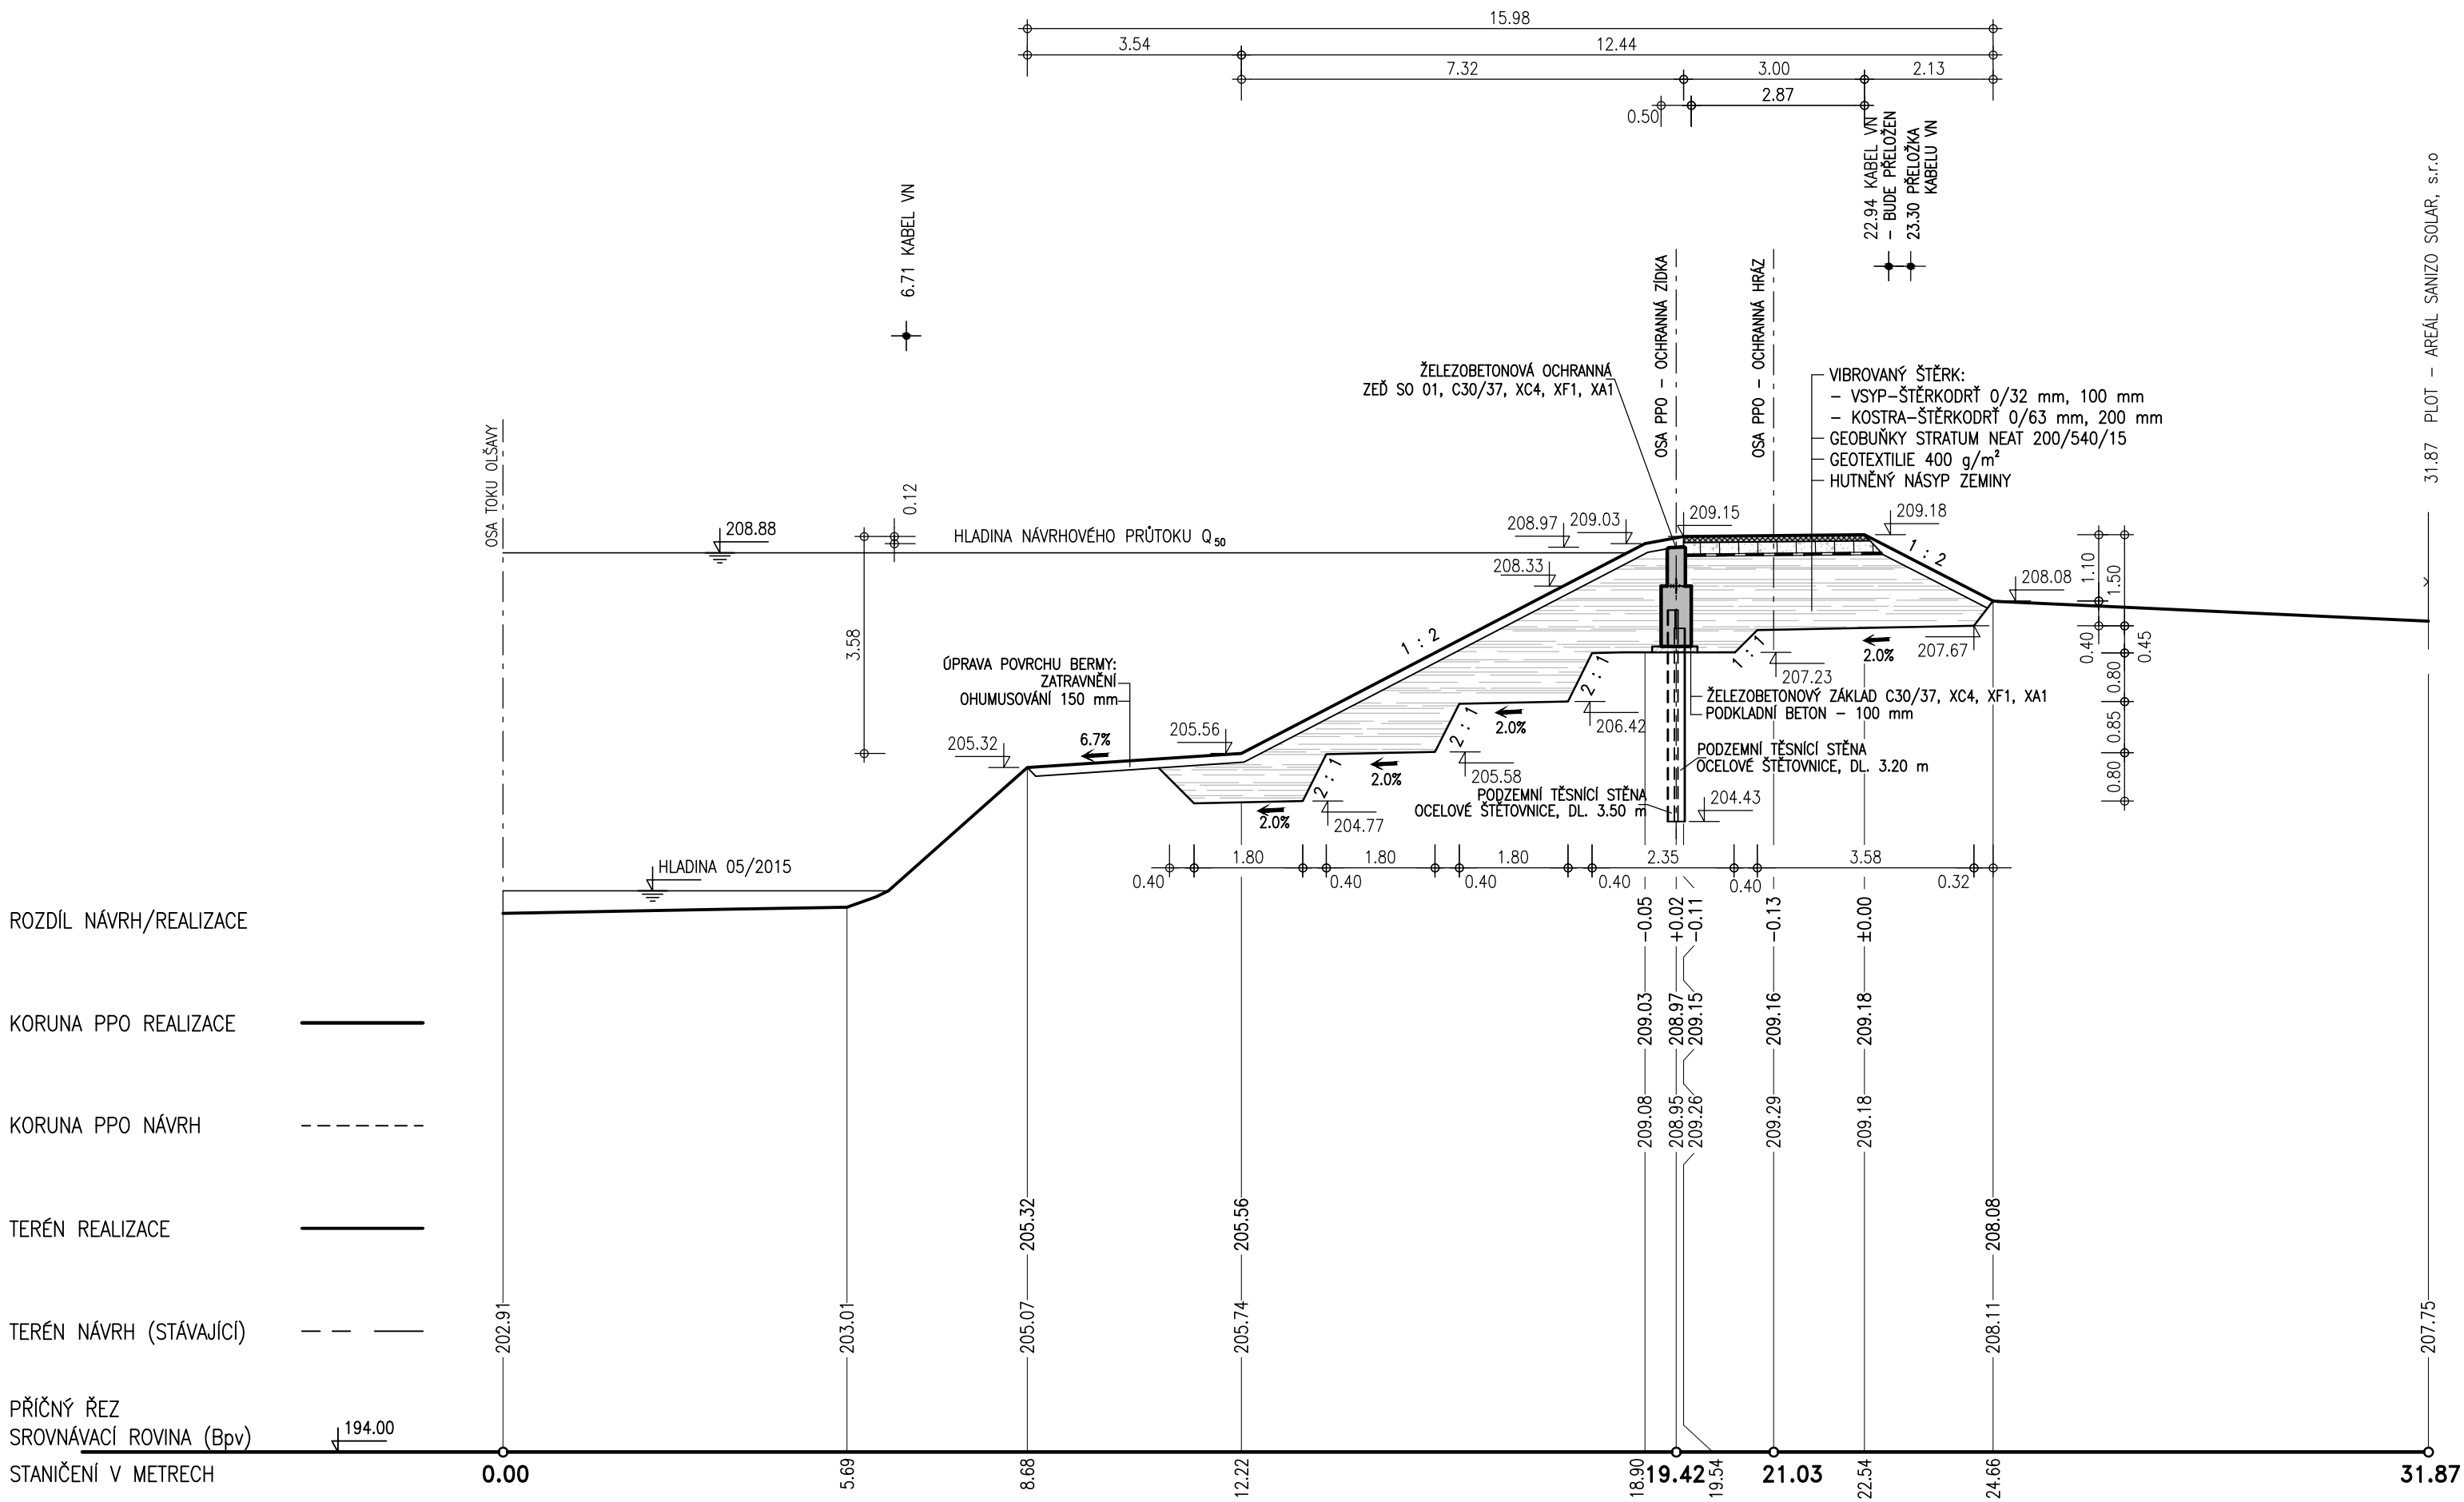 15.98
3.54
12.44
7.32
3.00
2.13
0.50
2.87
22.94 KABEL VN
- BUDE PŘELOŽEN
23.30 PŘELOŽKA
KABELU VN
6.71 KABEL VN
31.87 PLOT - AREÁL SANIZO SOLAR, s.r.o
OSA TOKU OLŠAVY
OSA PPO - OCHRANNÁ ZÍDKA
OSA PPO - OCHRANNÁ HRÁZ
ŽELEZOBETONOVÁ OCHRANNÁ
ZEĎ SO 01, C30/37, XC4, XF1, XA1
VIBROVANÝ ŠTĚRK:
- VSYP-ŠTĚRKODRŤ 0/32 mm, 100 mm
- KOSTRA-ŠTĚRKODRŤ 0/63 mm, 200 mm
GEOBUŇKY STRATUM NEAT 200/540/15
GEOTEXTILIE 400 g/m²
HUTNĚNÝ NÁSYP ZEMINY
0.12
208.88
HLADINA NÁVRHOVÉHO PRŮTOKU Q50
208.97
209.03
209.15
209.18
1 : 2
208.33
208.08
1.10
1.50
3.58
1 : 2
0.40
0.45
ÚPRAVA POVRCHU BERMY:
ZATRAVNĚNÍ
OHUMUSOVÁNÍ 150 mm
2 : 1
1 : 1
2.0%
207.67
207.23
0.80
ŽELEZOBETONOVÝ ZÁKLAD C30/37, XC4, XF1, XA1
PODKLADNÍ BETON - 100 mm
205.32
6.7%
205.56
2 : 1
2.0%
206.42
0.85
PODZEMNÍ TĚSNÍCÍ STĚNA
OCELOVÉ ŠTĚTOVNICE, DL. 3.20 m
2 : 1
2.0%
205.58
0.80
PODZEMNÍ TĚSNÍCÍ STĚNA
OCELOVÉ ŠTĚTOVNICE, DL. 3.50 m
204.43
2.0%
204.77
HLADINA 05/2015
1.80
1.80
1.80
2.35
3.58
0.40
0.40
0.40
0.40
0.40
0.32
ROZDÍL NÁVRH/REALIZACE
-0.05
+0.02
-0.11
-0.13
±0.00
KORUNA PPO REALIZACE
209.03
208.97
209.15
209.16
209.18
KORUNA PPO NÁVRH
209.08
208.95
209.26
209.29
209.18
TERÉN REALIZACE
205.32
205.56
208.08
TERÉN NÁVRH (STÁVAJÍCÍ)
202.91
203.01
205.07
205.74
208.11
207.75
PŘÍČNÝ ŘEZ
SROVNÁVACÍ ROVINA (Bpv)
194.00
STANIČENÍ V METRECH
0.00
5.69
8.68
12.22
18.90
19.42
19.54
21.03
22.54
24.66
31.87